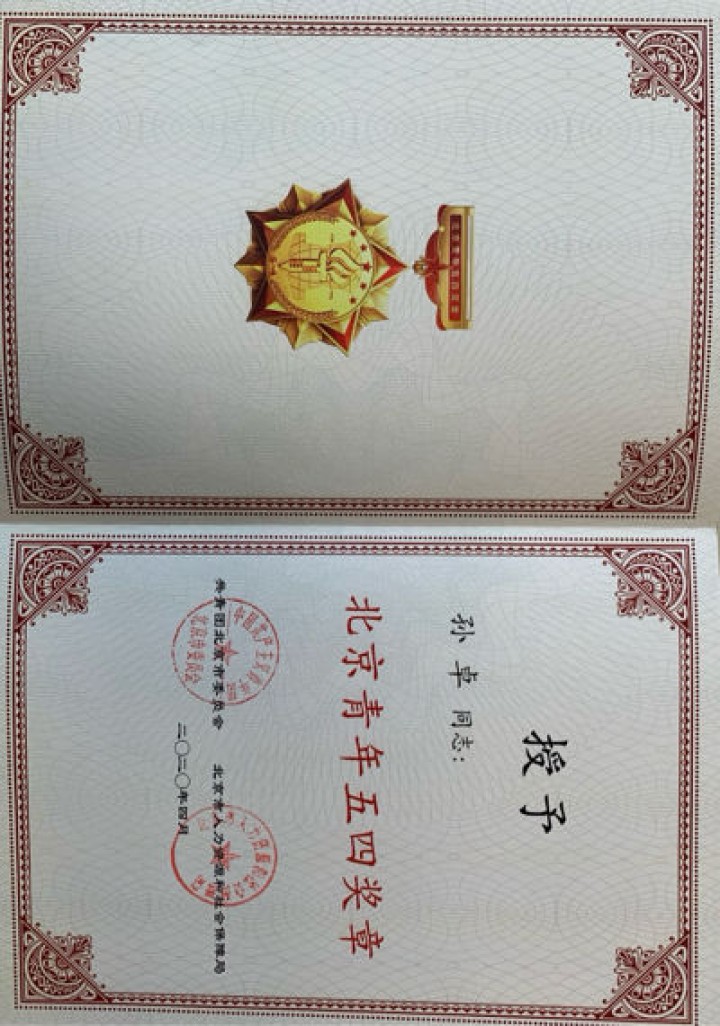 授予
孙卓 同志：
北京青年五四奖章
共青团北京市委员会 北京市人力资源和社会保障局
二〇二〇年四月